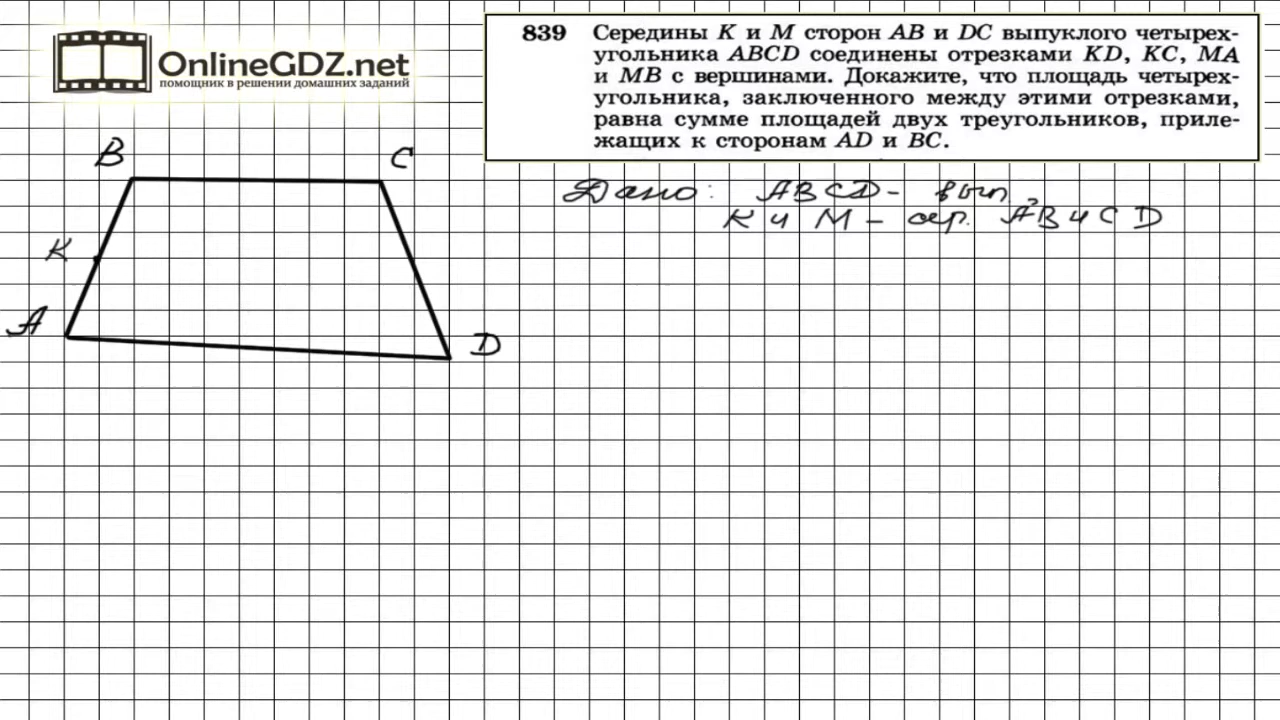 OnlineGDZ.net
помощник в решении домашних заданий
839 Середины K и M сторон AB и DC выпуклого четырех-
угольника ABCD соединены отрезками KD, KC, MA
и MB с вершинами. Докажите, что площадь четырех-
угольника, заключенного между этими отрезками,
равна сумме площадей двух треугольников, приле-
жащих к сторонам AD и BC.
Дано: ABCD - вып.
K и M - сер. AB и CD
B
C
K
A
D